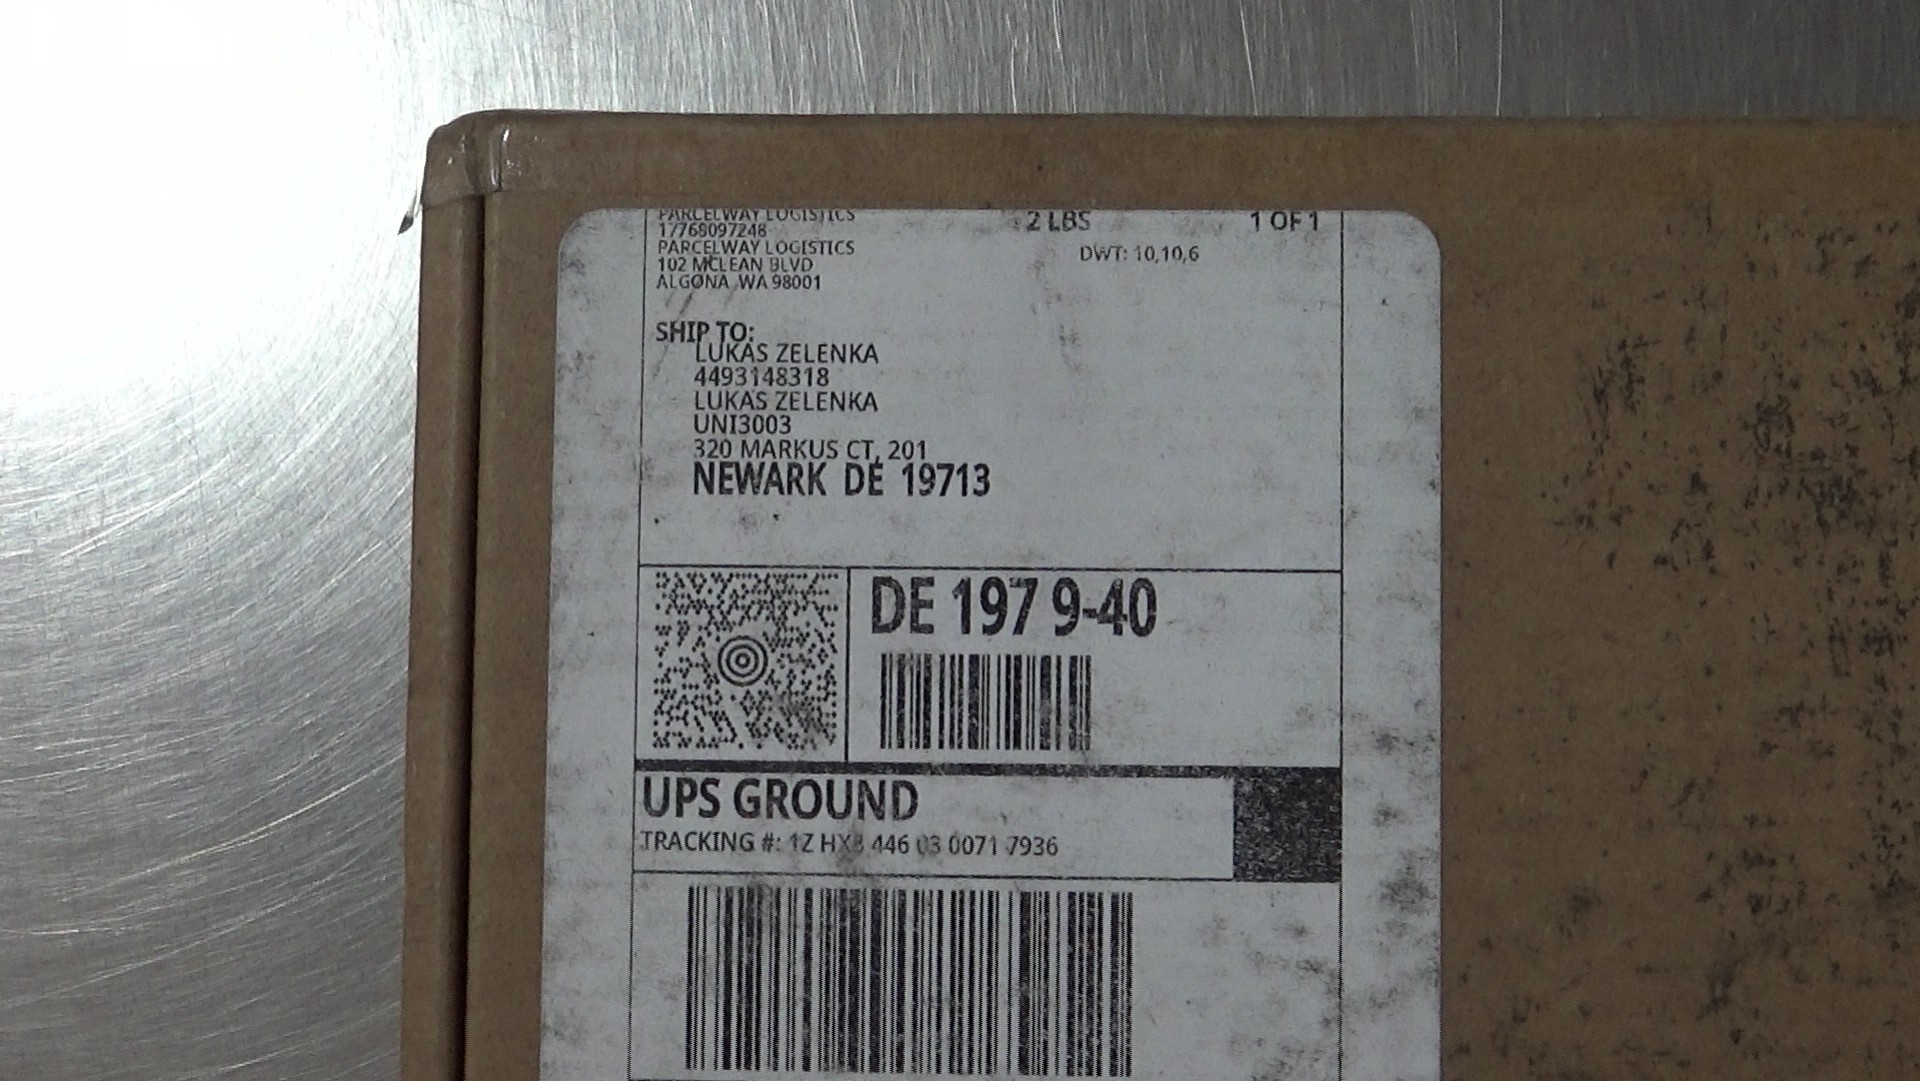 PARCELWAY LOGISTICS
2 LBS
1 OF 1
17768097248
PARCELWAY LOGISTICS
DWT: 10,10,6
102 MCLEAN BLVD
ALGONA WA 98001
SHIP TO:
LUKAS ZELENKA
4493148318
LUKAS ZELENKA
UNI3003
320 MARKUS CT, 201
NEWARK DE 19713
DE 197 9-40
UPS GROUND
TRACKING #: 1Z 446 03 0071 7936